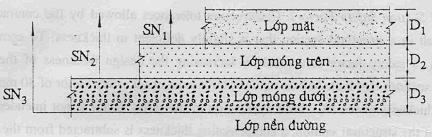 SN₁
Lớp mặt
D₁
SN₂
Lớp móng trên
D₂
SN₃
Lớp móng dưới
D₃
Lớp nền đường